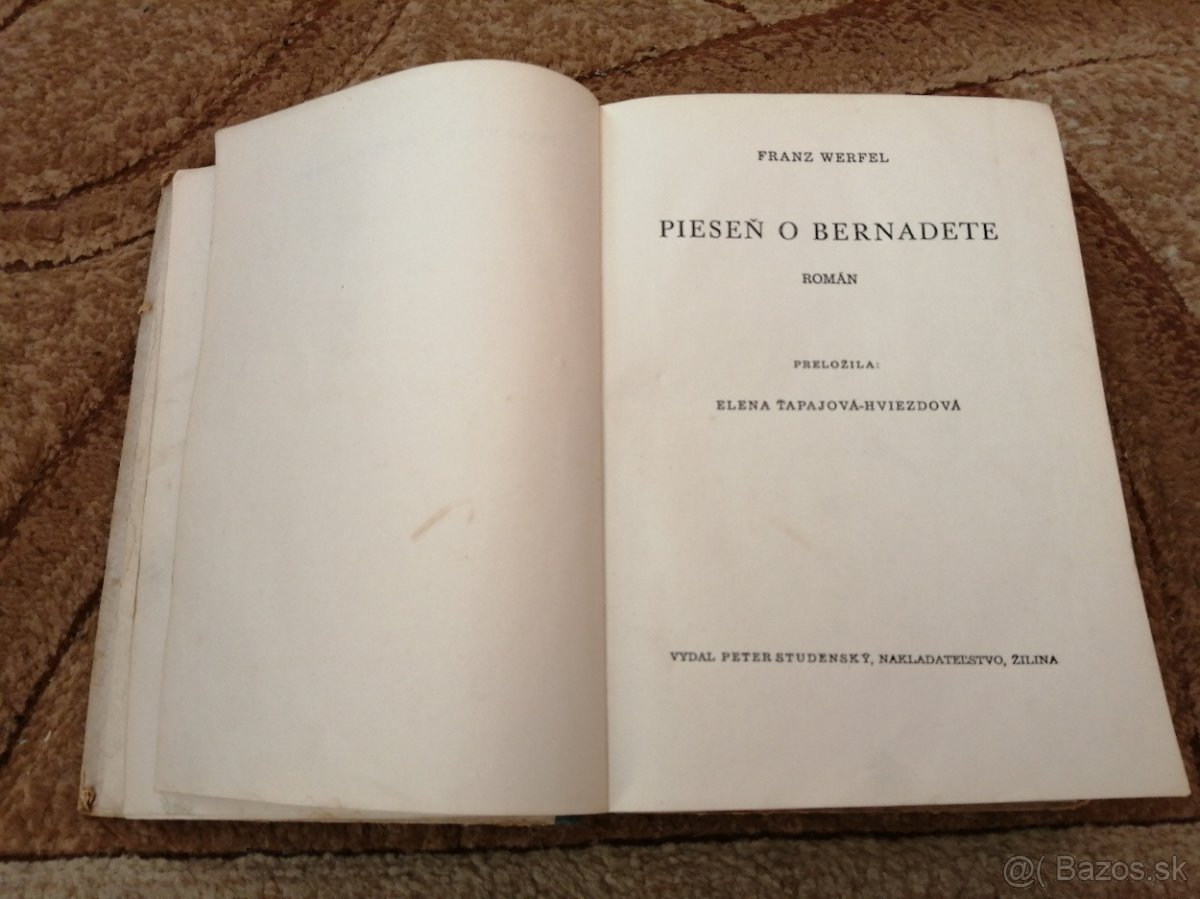 FRANZ WERFEL
PIESEŇ O BERNADETE
ROMÁN
PRELOŽILA:
ELENA ŤAPAJOVÁ-HVIEZDOVÁ
VYDAL PETER STUDENSKÝ, NAKLADATEĽSTVO, ŽILINA
@( Bazos.sk